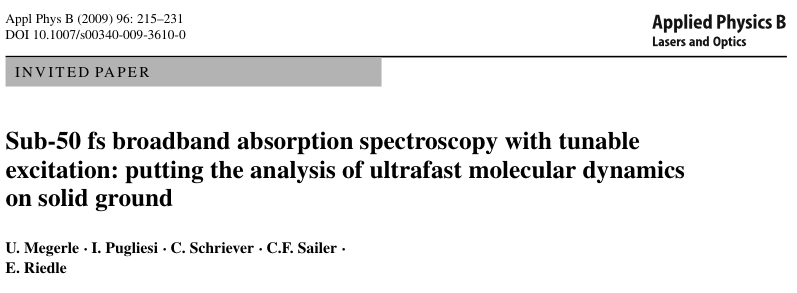 Appl Phys B (2009) 96: 215–231
DOI 10.1007/s00340-009-3610-0
Applied Physics B
Lasers and Optics
INVITED PAPER
Sub-50 fs broadband absorption spectroscopy with tunable
excitation: putting the analysis of ultrafast molecular dynamics
on solid ground
U. Megerle · I. Pugliesi · C. Schriever · C.F. Sailer ·
E. Riedle